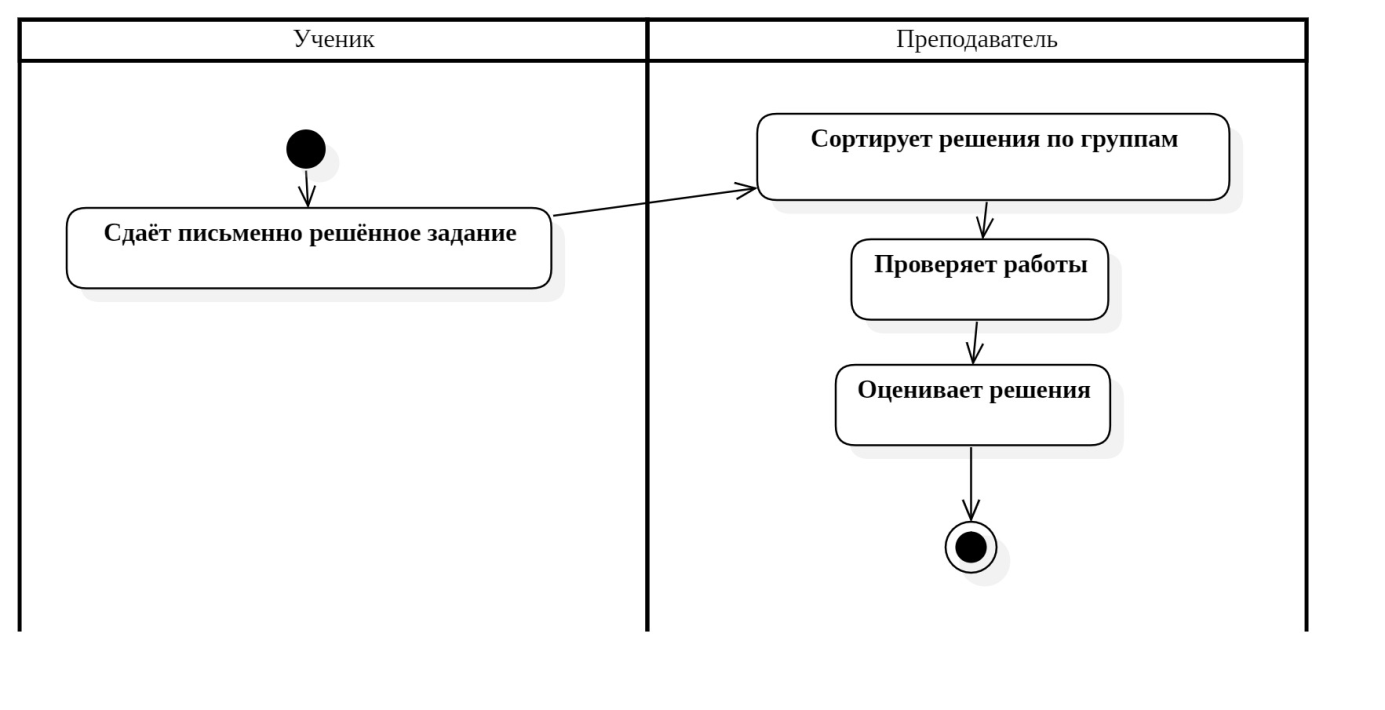 Ученик
Преподаватель
Сортирует решения по группам
Сдаёт письменно решённое задание
Проверяет работы
Оценивает решения